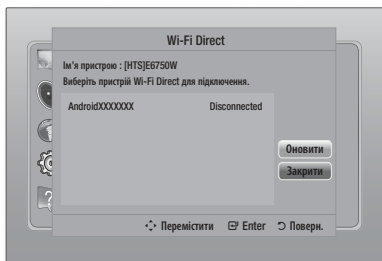 Wi-Fi Direct
Ім'я пристрою : [HTS]E6750W
Виберіть пристрій Wi-Fi Direct для підключення.
AndroidXXXXXXX Disconnected
Оновити
Закрити
Перемістити Enter Поверн.